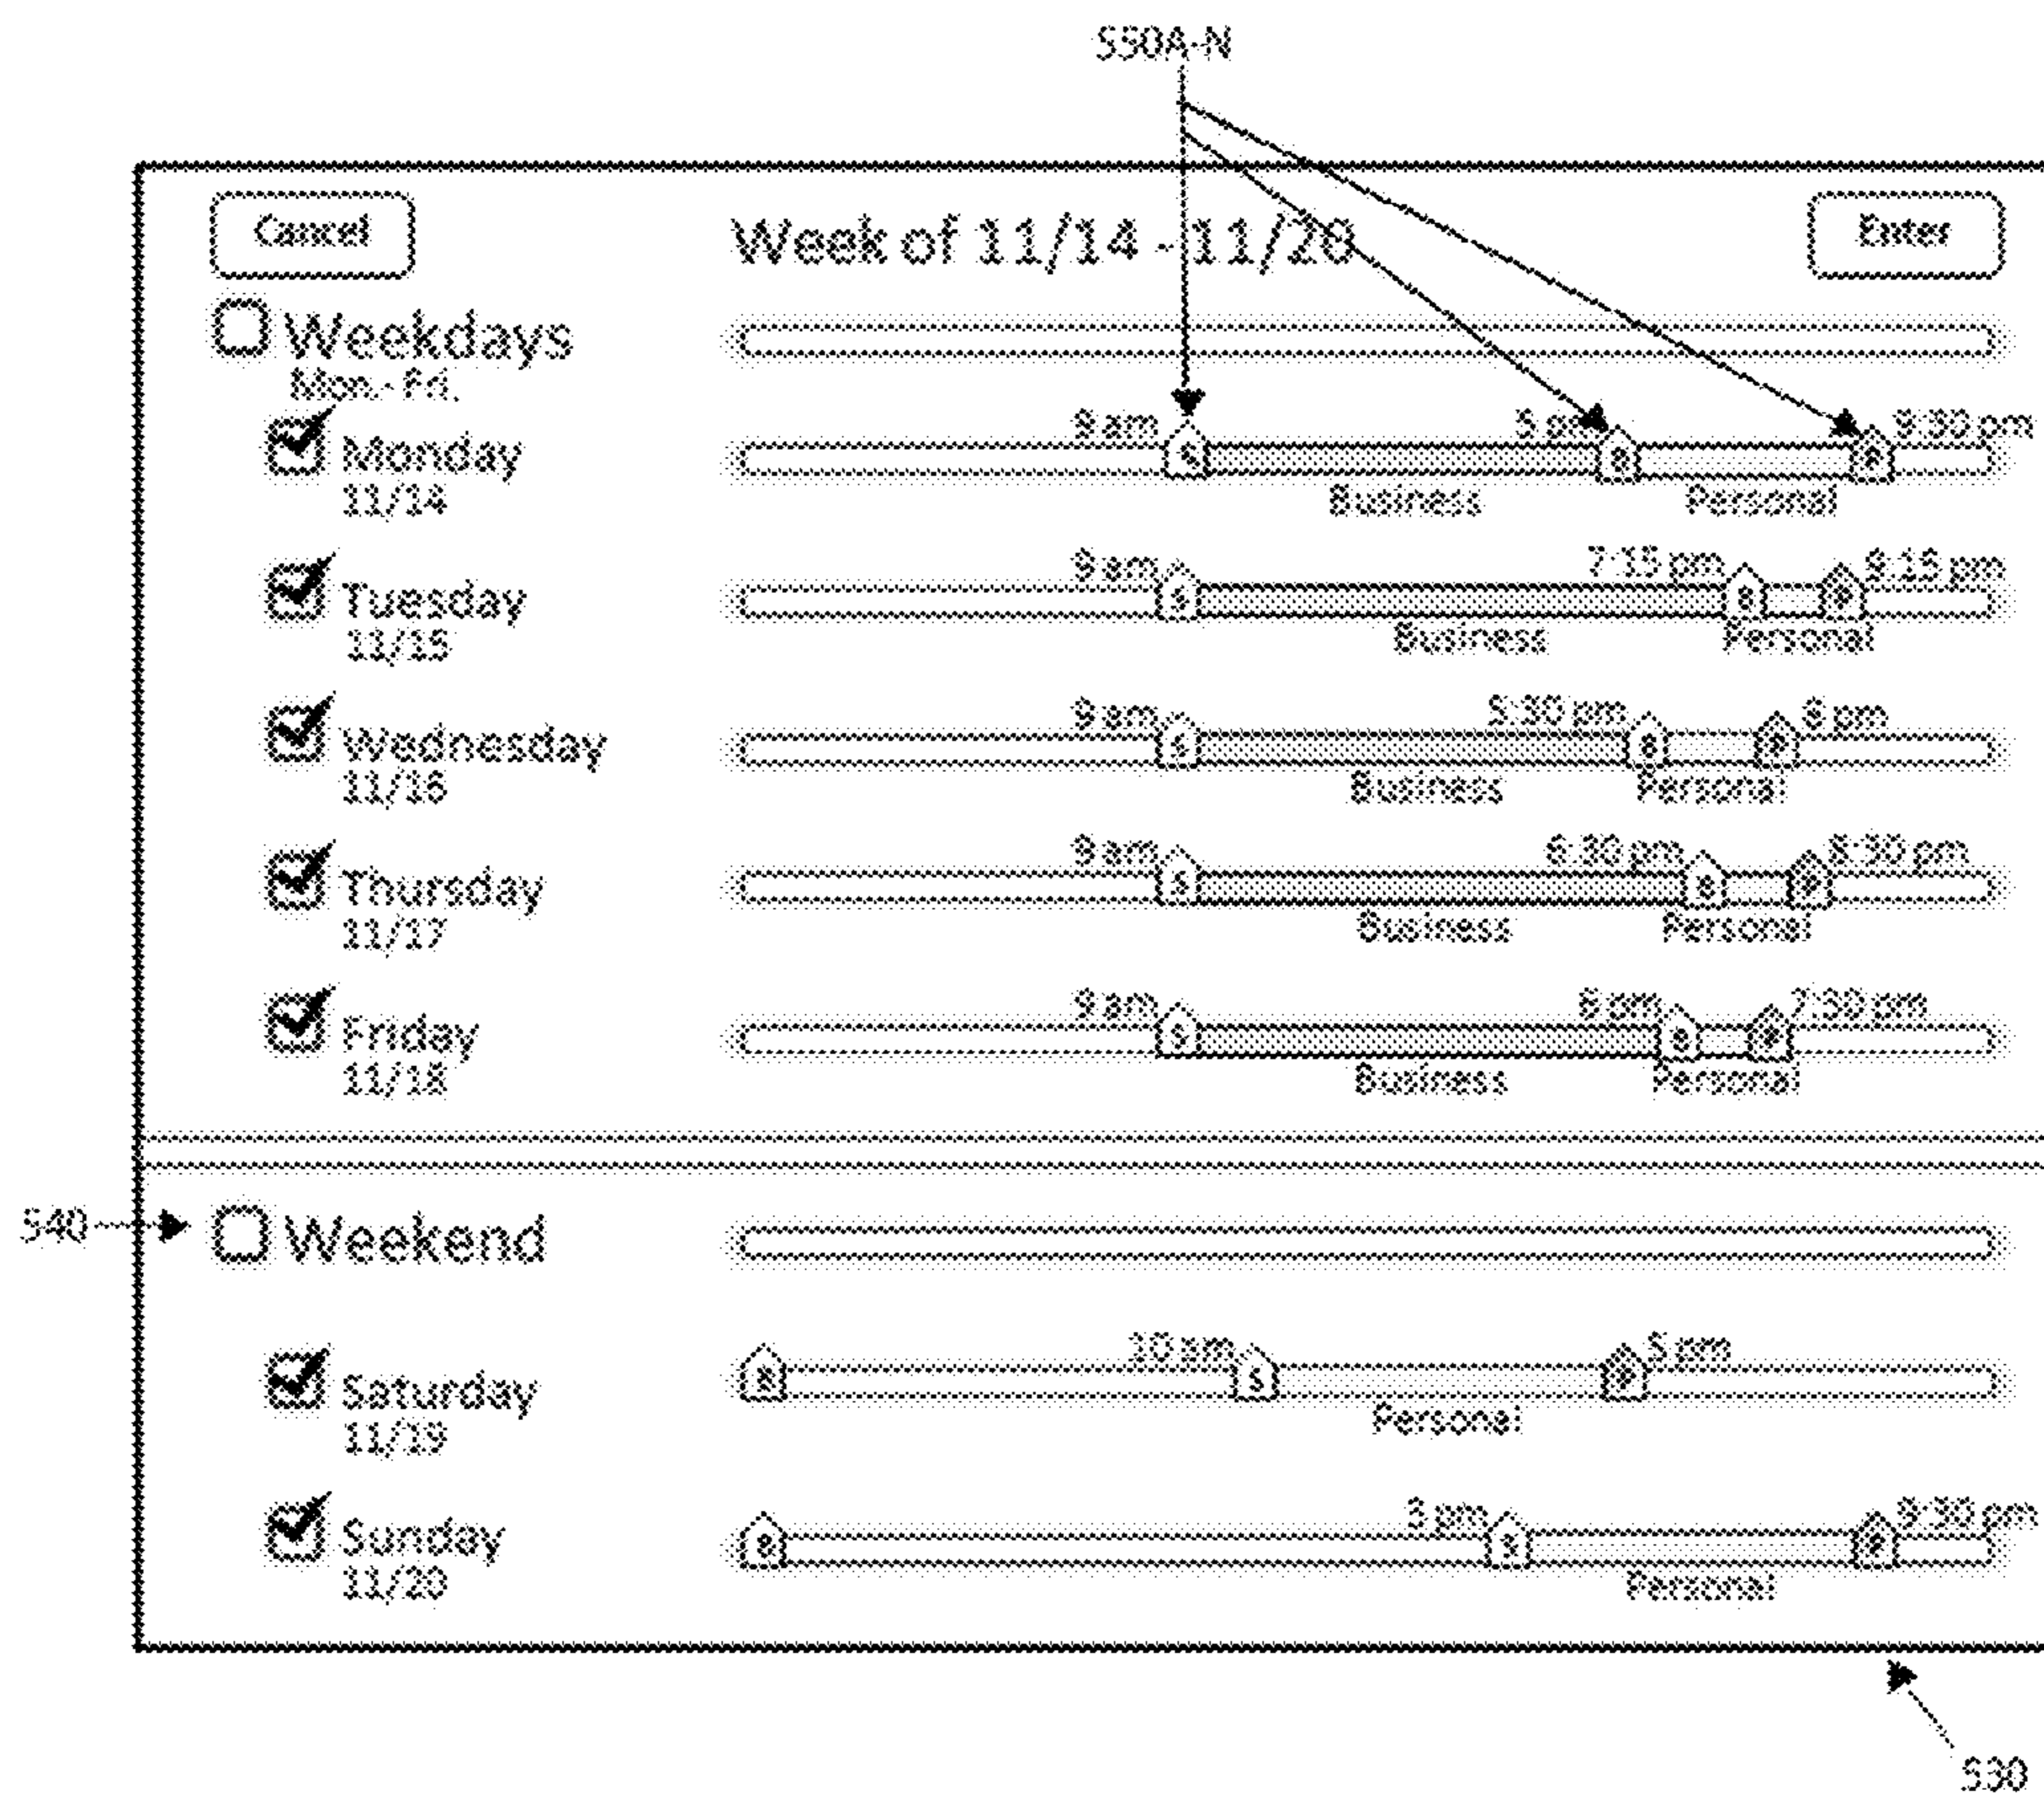 550A-N
Cancel
Week of 11/14 - 11/20
Enter
Weekdays
Mon. - Fri.
9 am
5 pm
9:30 pm
Monday
S
B
P
11/14
Business
Personal
9 am
7:15 pm
9:15 pm
Tuesday
S
B
P
11/15
Business
Personal
9 am
5:30 pm
8 pm
Wednesday
S
B
P
11/16
Business
Personal
9 am
6:30 pm
8:30 pm
Thursday
S
B
P
11/17
Business
Personal
9 am
6 pm
7:30 pm
Friday
S
B
P
11/18
Business
Personal
540
Weekend
10 am
5 pm
Saturday
B
S
P
11/19
Personal
3 pm
9:30 pm
Sunday
B
S
P
11/20
Personal
530